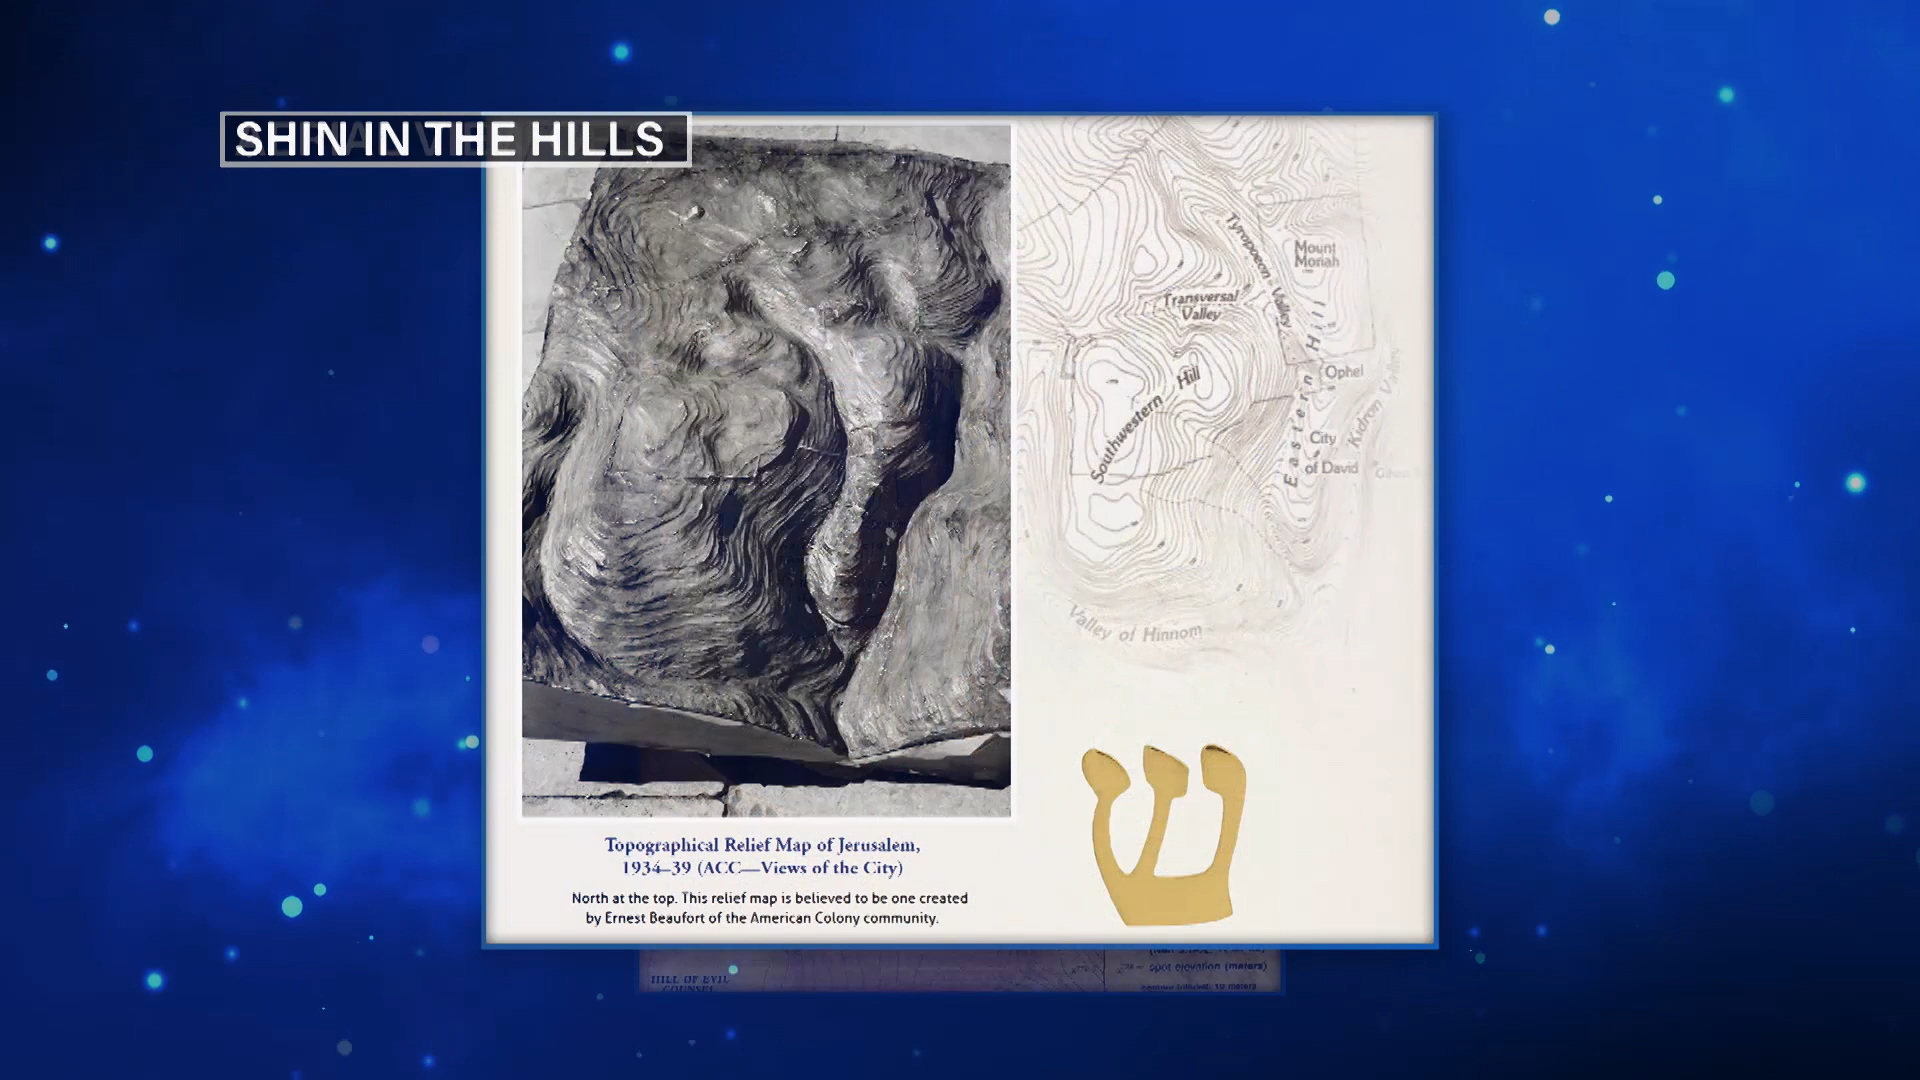 SHIN IN THE HILLS
Tyropoeon Valley
Mount
Moriah
Transversal
Valley
Eastern Hill
Ophel
Southwestern Hill
Kidron Valley
City
of David
Valley of Hinnom
ש
Topographical Relief Map of Jerusalem,
1934–39 (ACC—Views of the City)
North at the top. This relief map is believed to be one created
by Ernest Beaufort of the American Colony community.
HILL OF EVIL
COUNSEL
spot elevation (meters)